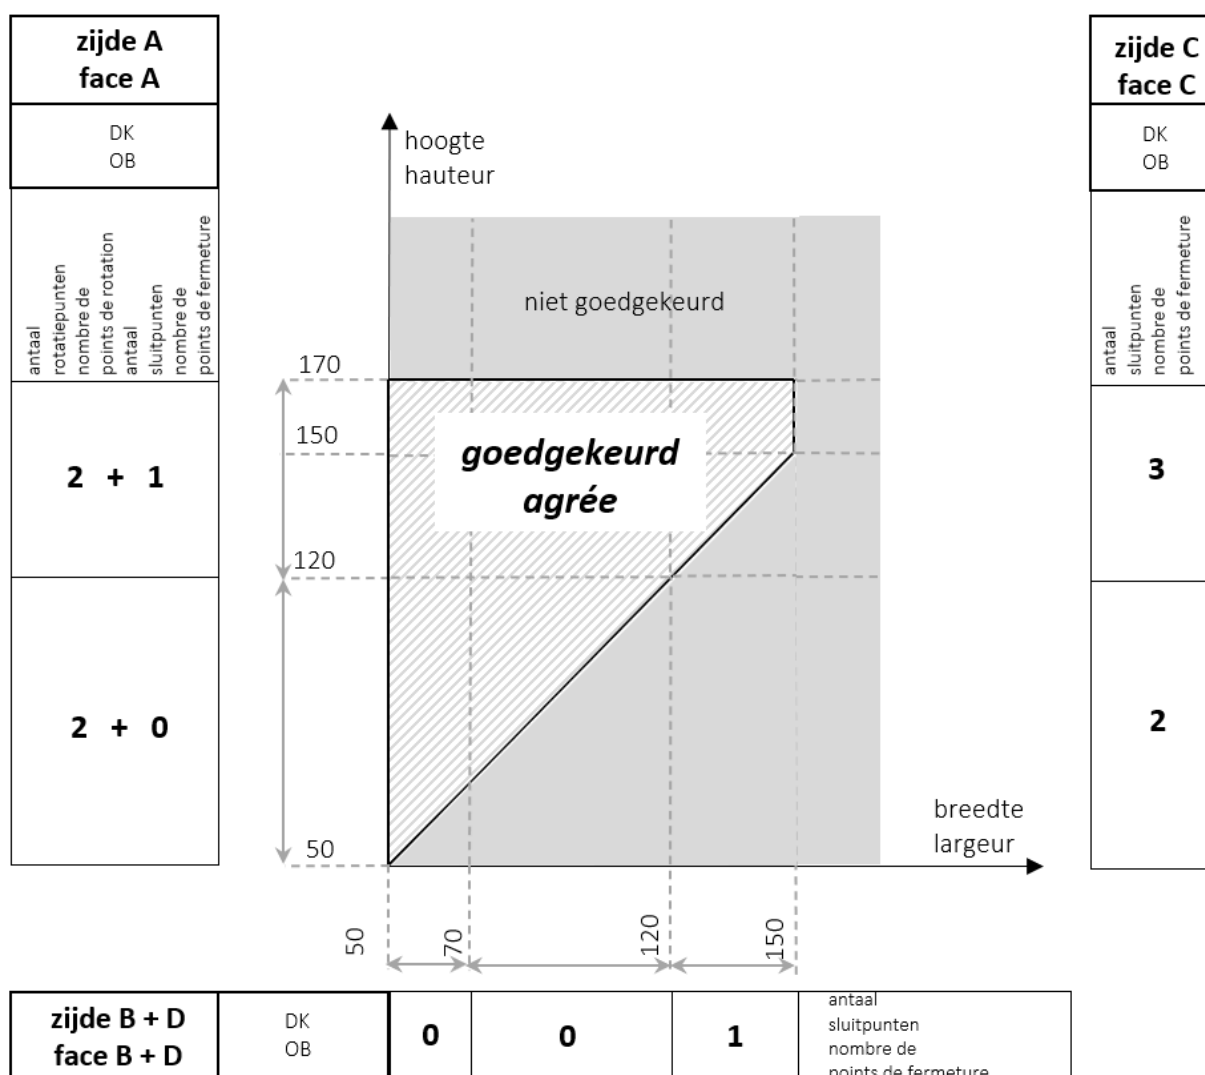 zijde A
face A
DK
OB
antaal
rotatiepunten
nombre de
points de rotation
antaal
sluitpunten
nombre de
points de fermeture
2 + 1
2 + 0
hoogte
hauteur
niet goedgekeurd
170
150
120
50
goedgekeurd
agrée
breedte
largeur
50
70
120
150
zijde C
face C
DK
OB
antaal
sluitpunten
nombre de
points de fermeture
3
2
zijde B + D
face B + D
DK
OB
0
0
1
antaal
sluitpunten
nombre de
points de fermeture